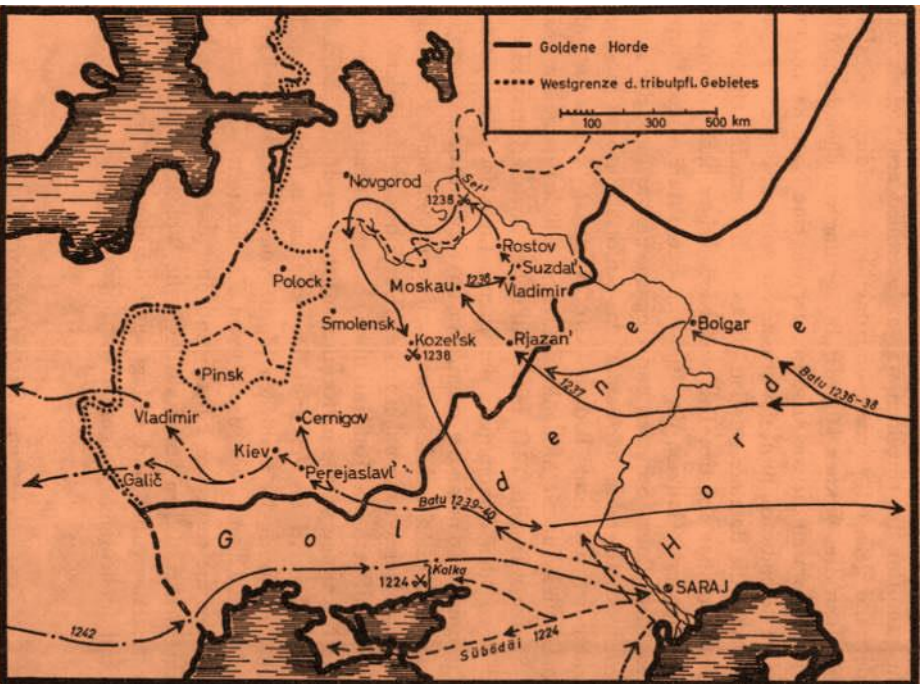 Goldene Horde
Westgrenze d. tributpfl. Gebietes
100 300 500 km
Novgorod
Set'
1238
Rostov
Suzdal'
Polock
Moskau
1238
Vladimir
Smolensk
Kozel'sk
1238
Rjazan'
Bolgar
Pinsk
1237
Batu 1236-38
Vladimir
Černigov
Kiev
Perejaslavl'
Galič
Batu 1239-40
G o l d e n e
H o r d e
Kalka
1224
SARAJ
1242
Sübödäi 1224